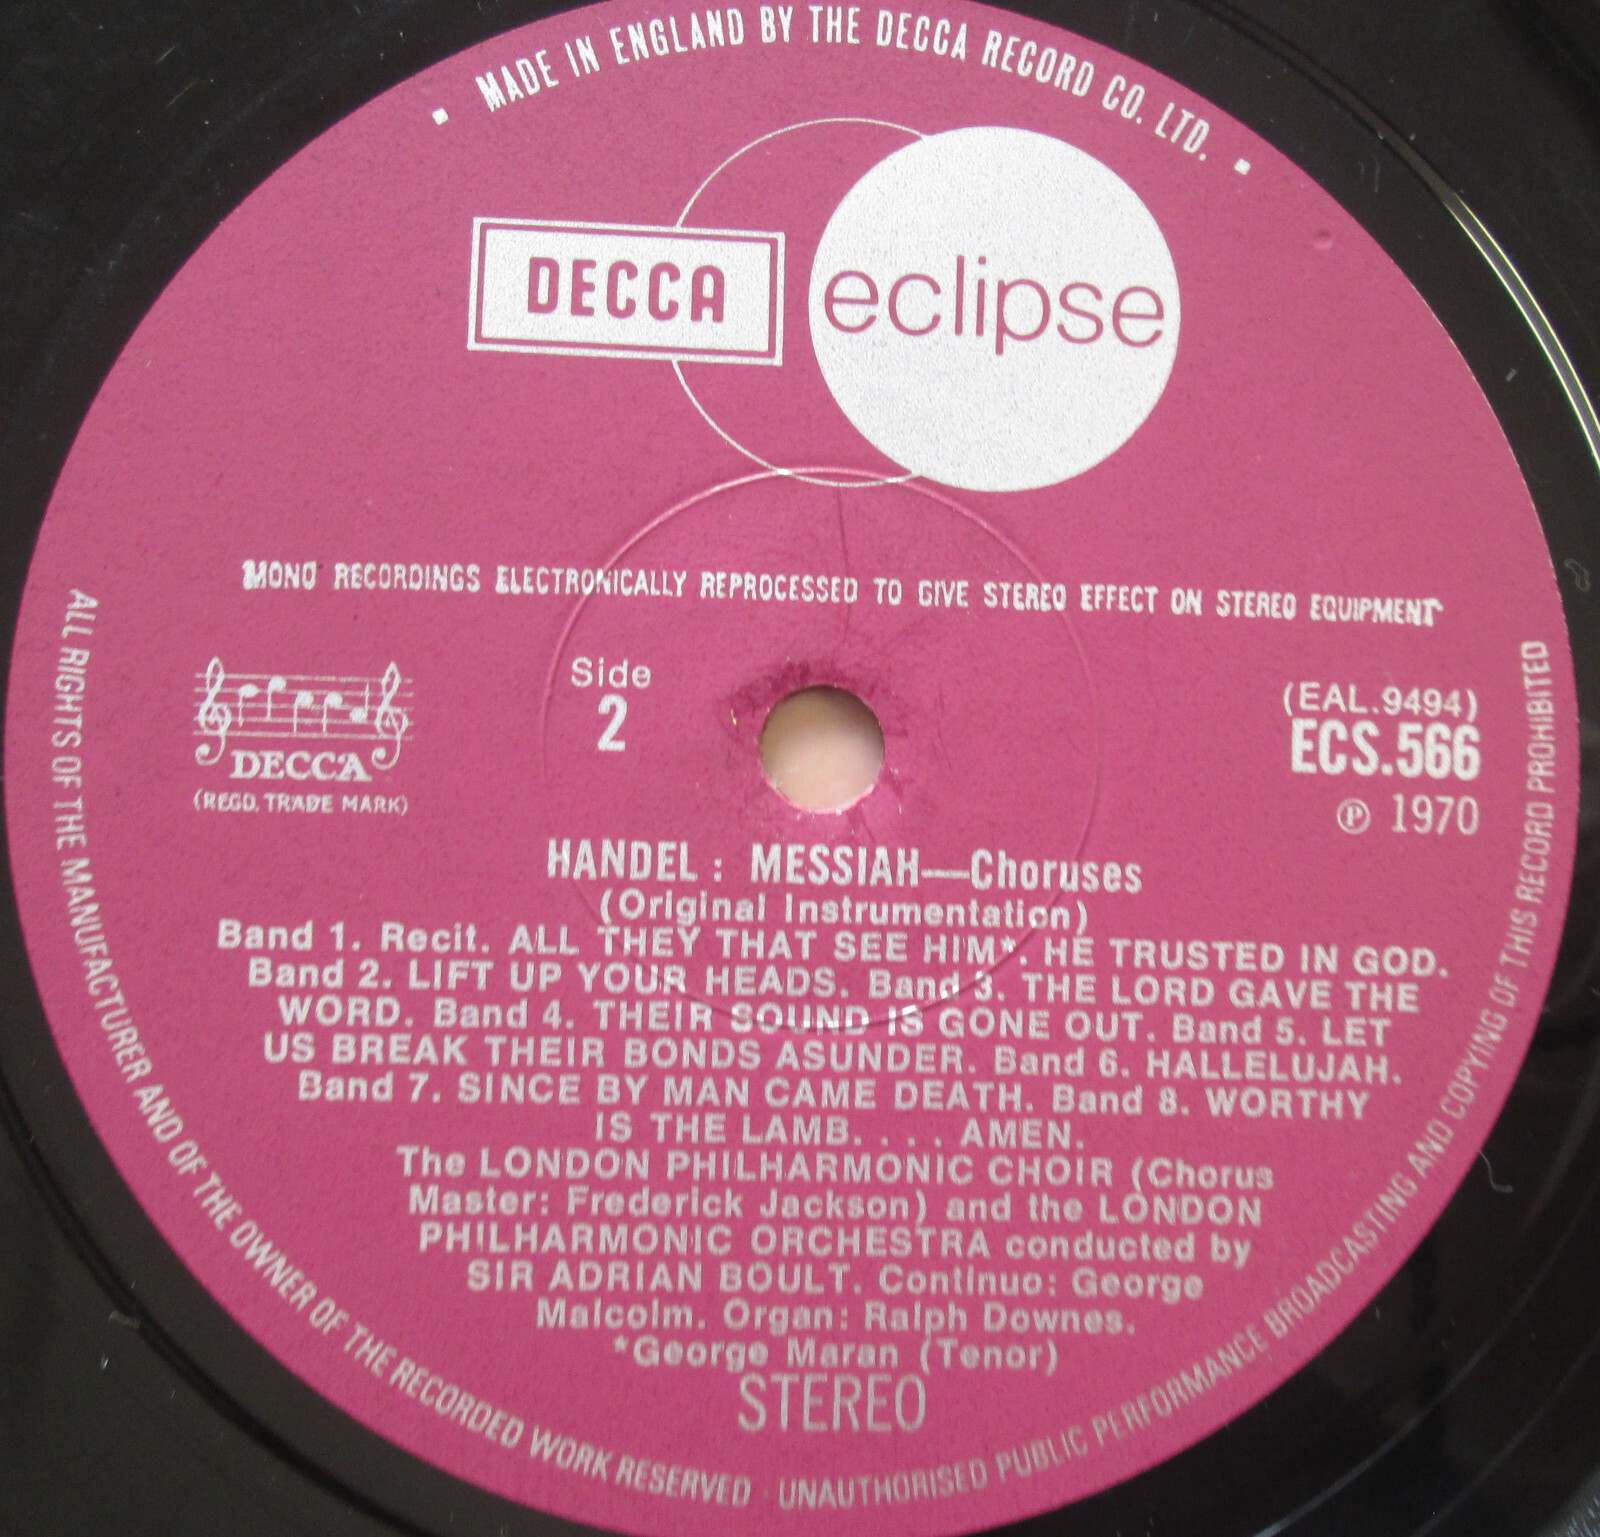 • MADE IN ENGLAND BY THE DECCA RECORD CO. LTD. •
DECCA
eclipse
MONO RECORDINGS ELECTRONICALLY REPROCESSED TO GIVE STEREO EFFECT ON STEREO EQUIPMENT
DECCA
(REGD. TRADE MARK)
Side
2
(EAL.9494)
ECS.566
℗ 1970
HANDEL : MESSIAH—Choruses
(Original Instrumentation)
Band 1. Recit. ALL THEY THAT SEE HIM*. HE TRUSTED IN GOD.
Band 2. LIFT UP YOUR HEADS. Band 3. THE LORD GAVE THE
WORD. Band 4. THEIR SOUND IS GONE OUT. Band 5. LET
US BREAK THEIR BONDS ASUNDER. Band 6. HALLELUJAH.
Band 7. SINCE BY MAN CAME DEATH. Band 8. WORTHY
IS THE LAMB. . . . AMEN.
The LONDON PHILHARMONIC CHOIR (Chorus
Master: Frederick Jackson) and the LONDON
PHILHARMONIC ORCHESTRA conducted by
SIR ADRIAN BOULT. Continuo: George
Malcolm. Organ: Ralph Downes.
*George Maran (Tenor)
STEREO
ALL RIGHTS OF THE MANUFACTURER AND OF THE OWNER OF THE RECORDED WORK RESERVED · UNAUTHORISED PUBLIC PERFORMANCE BROADCASTING AND COPYING OF THIS RECORD PROHIBITED